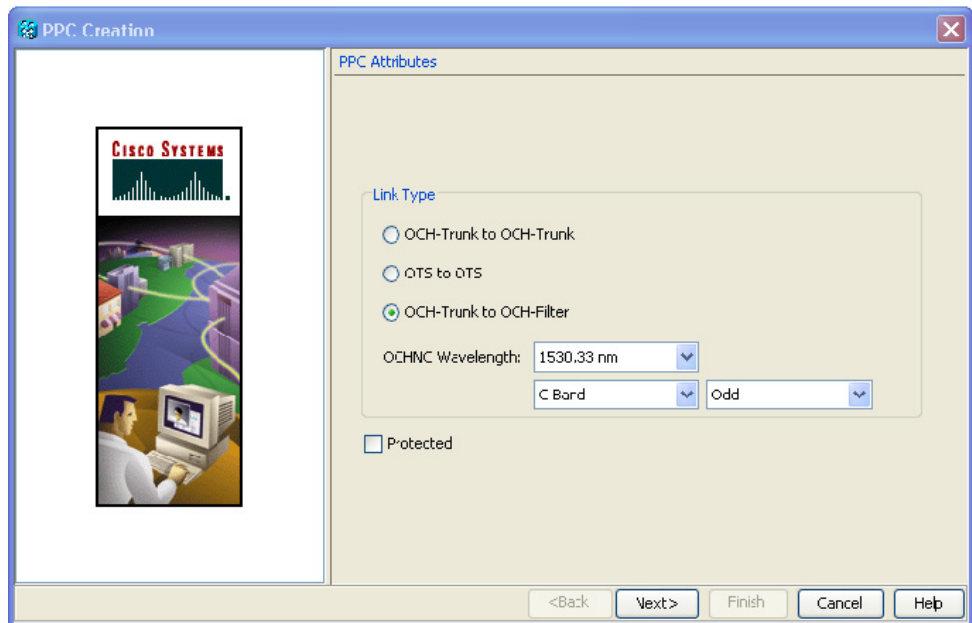 PPC Creation
PPC Attributes
CISCO SYSTEMS
Link Type
OCH-Trunk to OCH-Trunk
OTS to OTS
OCH-Trunk to OCH-Filter
OCHNC Wavelength: 1530.33 nm
C Band Odd
Protected
<Back Next> Finish Cancel Help